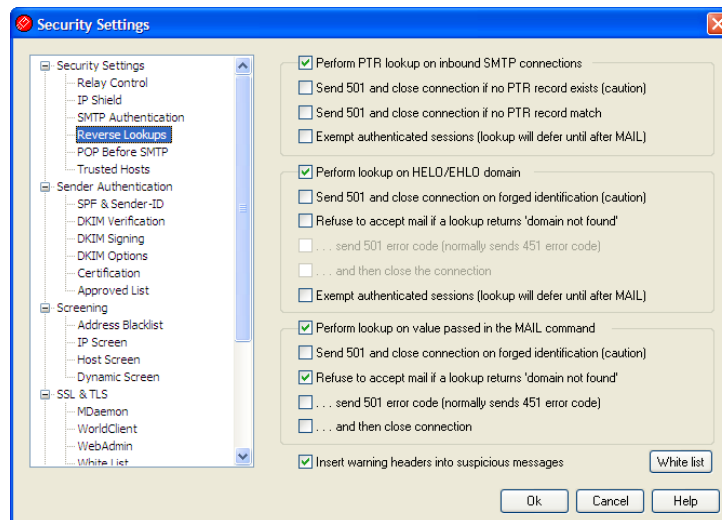 Security Settings
Security Settings
Relay Control
IP Shield
SMTP Authentication
Reverse Lookups
POP Before SMTP
Trusted Hosts
Sender Authentication
SPF & Sender-ID
DKIM Verification
DKIM Signing
DKIM Options
Certification
Approved List
Screening
Address Blacklist
IP Screen
Host Screen
Dynamic Screen
SSL & TLS
MDaemon
WorldClient
WebAdmin
White List
Perform PTR lookup on inbound SMTP connections
Send 501 and close connection if no PTR record exists (caution)
Send 501 and close connection if no PTR record match
Exempt authenticated sessions (lookup will defer until after MAIL)
Perform lookup on HELO/EHLO domain
Send 501 and close connection on forged identification (caution)
Refuse to accept mail if a lookup returns 'domain not found'
. . . send 501 error code (normally sends 451 error code)
. . . and then close the connection
Exempt authenticated sessions (lookup will defer until after MAIL)
Perform lookup on value passed in the MAIL command
Send 501 and close connection on forged identification (caution)
Refuse to accept mail if a lookup returns 'domain not found'
. . . send 501 error code (normally sends 451 error code)
. . . and then close connection
Insert warning headers into suspicious messages
White list
Ok Cancel Help